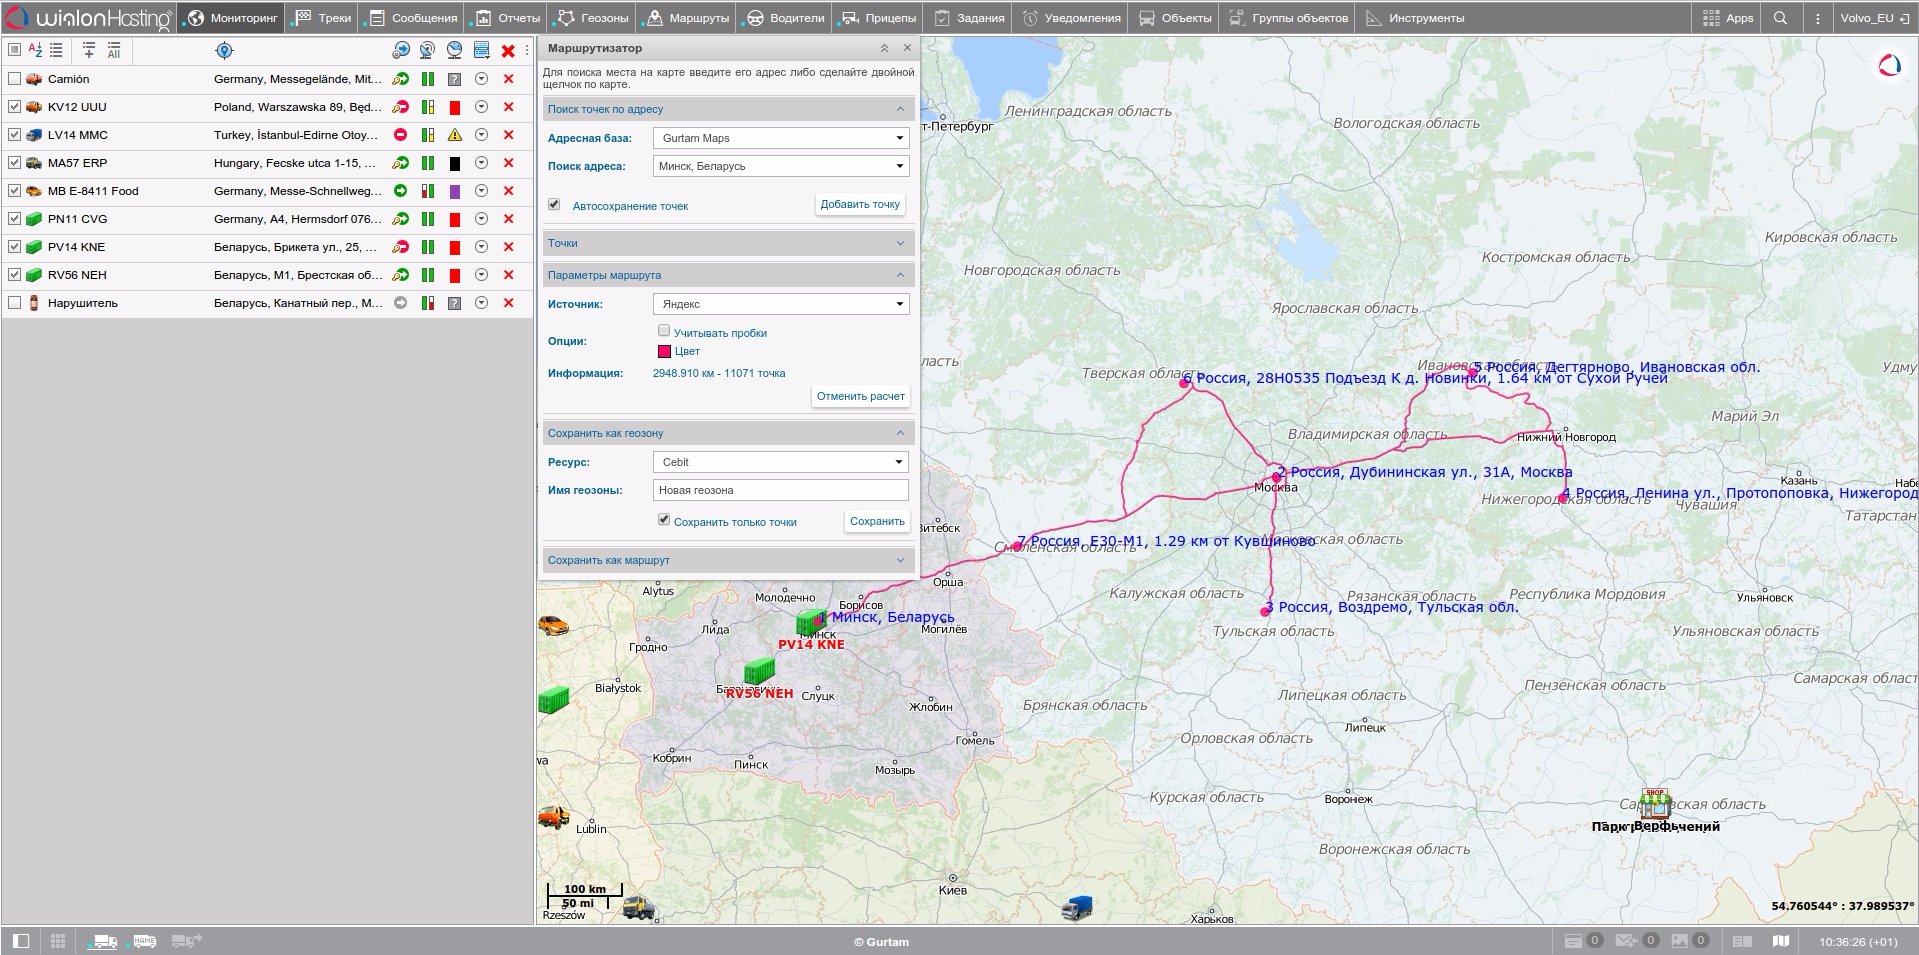 wialonHosting
Мониторинг
Треки
Сообщения
Отчеты
Геозоны
Маршруты
Водители
Прицепы
Задания
Уведомления
Объекты
Группы объектов
Инструменты
Apps
Volvo_EU
A Z
All
Camión Germany, Messegelände, Mit...
KV12 UUU Poland, Warszawska 89, Będ...
LV14 MMC Turkey, İstanbul-Edirne Otoy...
MA57 ERP Hungary, Fecske utca 1-15, ...
MB E-8411 Food Germany, Messe-Schnellweg...
PN11 CVG Germany, A4, Hermsdorf 076...
PV14 KNE Беларусь, Брикета ул., 25, ...
RV56 NEH Беларусь, М1, Брестская об...
Нарушитель Беларусь, Канатный пер., М...
Маршрутизатор
Для поиска места на карте введите его адрес либо сделайте двойной
щелчок по карте.
Поиск точек по адресу
Адресная база: Gurtam Maps
Поиск адреса: Минск, Беларусь
Автосохранение точек
Добавить точку
Точки
Параметры маршрута
Источник: Яндекс
Опции:
Учитывать пробки
Цвет
Информация: 2948.910 км - 11071 точка
Отменить расчет
Сохранить как геозону
Ресурс: Cebit
Имя геозоны: Новая геозона
Сохранить только точки
Сохранить
Сохранить как маршрут
Ленинградская область
т-Петербург
Вологодская область
Кировская область
Костромская область
Новгородская область
Ярославская область
ласть
Тверская область
Ивановская область
5 Россия, Дегтярново, Ивановская обл.
6 Россия, 28Н0535 Подъезд К д. Новинки, 1.64 км от Сухой Ручей
Удму
Марий Эл
Владимирская область
Нижний Новгород
2 Россия, Дубининская ул., 31А, Москва
Москва
Казань
Набе
4 Россия, Ленина ул., Протопоповка, Нижегород
Нижегородская область
Чувашия
Татарстан
Витебск
7 Россия, Е30-М1, 1.29 км от Кувшиново
Смоленская область
Московская область
Орша
Alytus
Молодечно
Борисов
Калужская область
Рязанская область
Республика Мордовия
Ульяновск
3 Россия, Воздремо, Тульская обл.
1 Минск, Беларусь
Минск
Могилёв
Лида
Гродно
PV14 KNE
Тульская область
Ульяновская область
Самарская област
Białystok
RV56 NEH
Слуцк
Жлобин
Брянская область
Липецкая область
Пензенская область
Липецк
Гомель
Орловская область
Кобрин
Пинск
Мозырь
wa
Курская область
Воронеж
SHOP
Lublin
Воронежская область
Киев
100 km
50 mi
Rzeszów
Харьков
54.760544° : 37.989537°
NAME
© Gurtam
0
0
0
10:36:26 (+01)